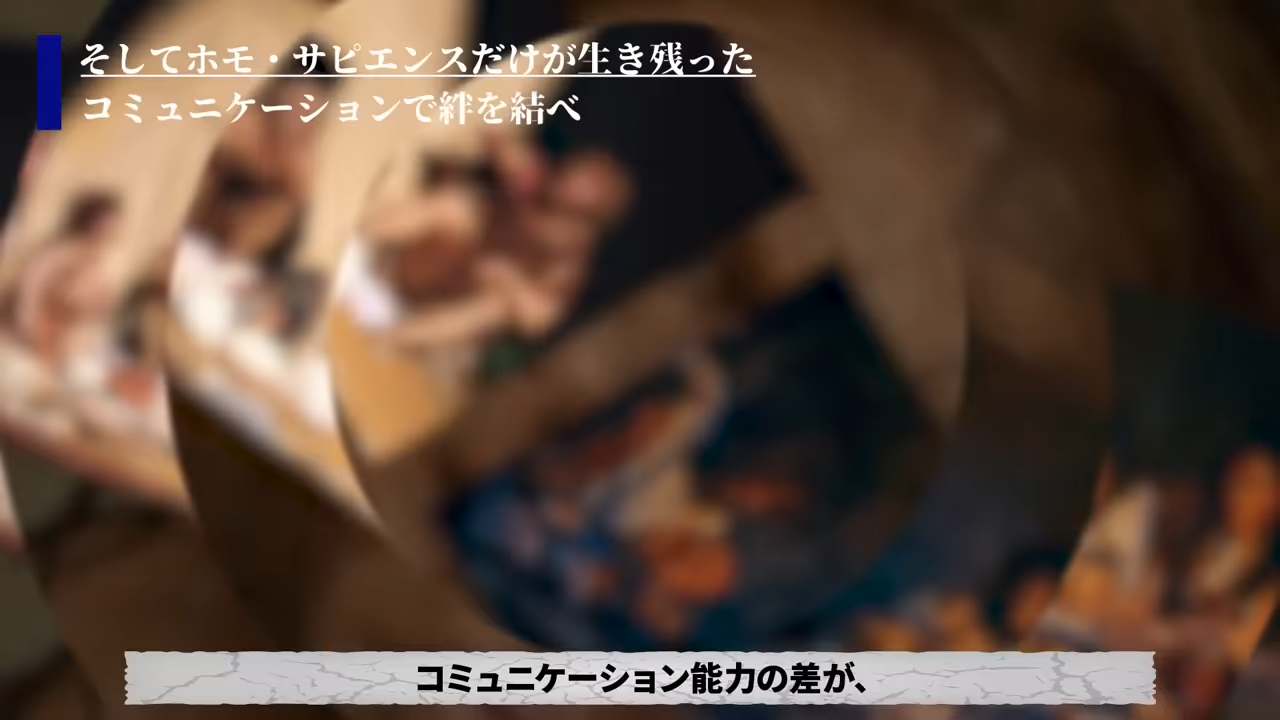 そしてホモ・サピエンスだけが生き残った
コミュニケーションで絆を結べ
コミュニケーション能力の差が、